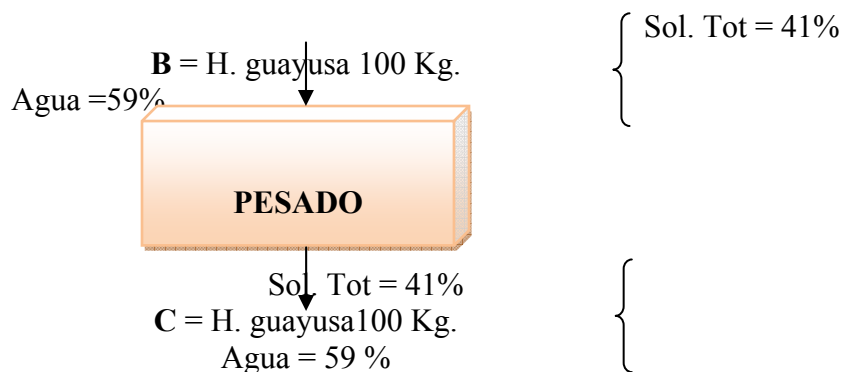 Sol. Tot = 41%
B = H. guayusa 100 Kg.
Agua =59%
PESADO
Sol. Tot = 41%
C = H. guayusa100 Kg.
Agua = 59 %